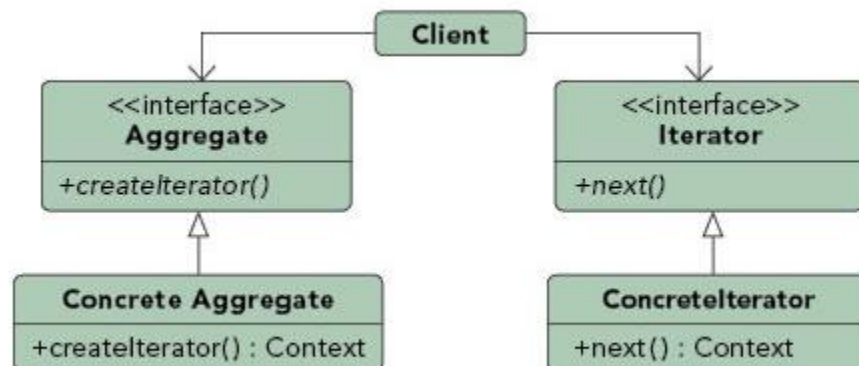 Client
<<interface>>
Aggregate
+createIterator()
<<interface>>
Iterator
+next()
Concrete Aggregate
+createIterator() : Context
ConcreteIterator
+next() : Context